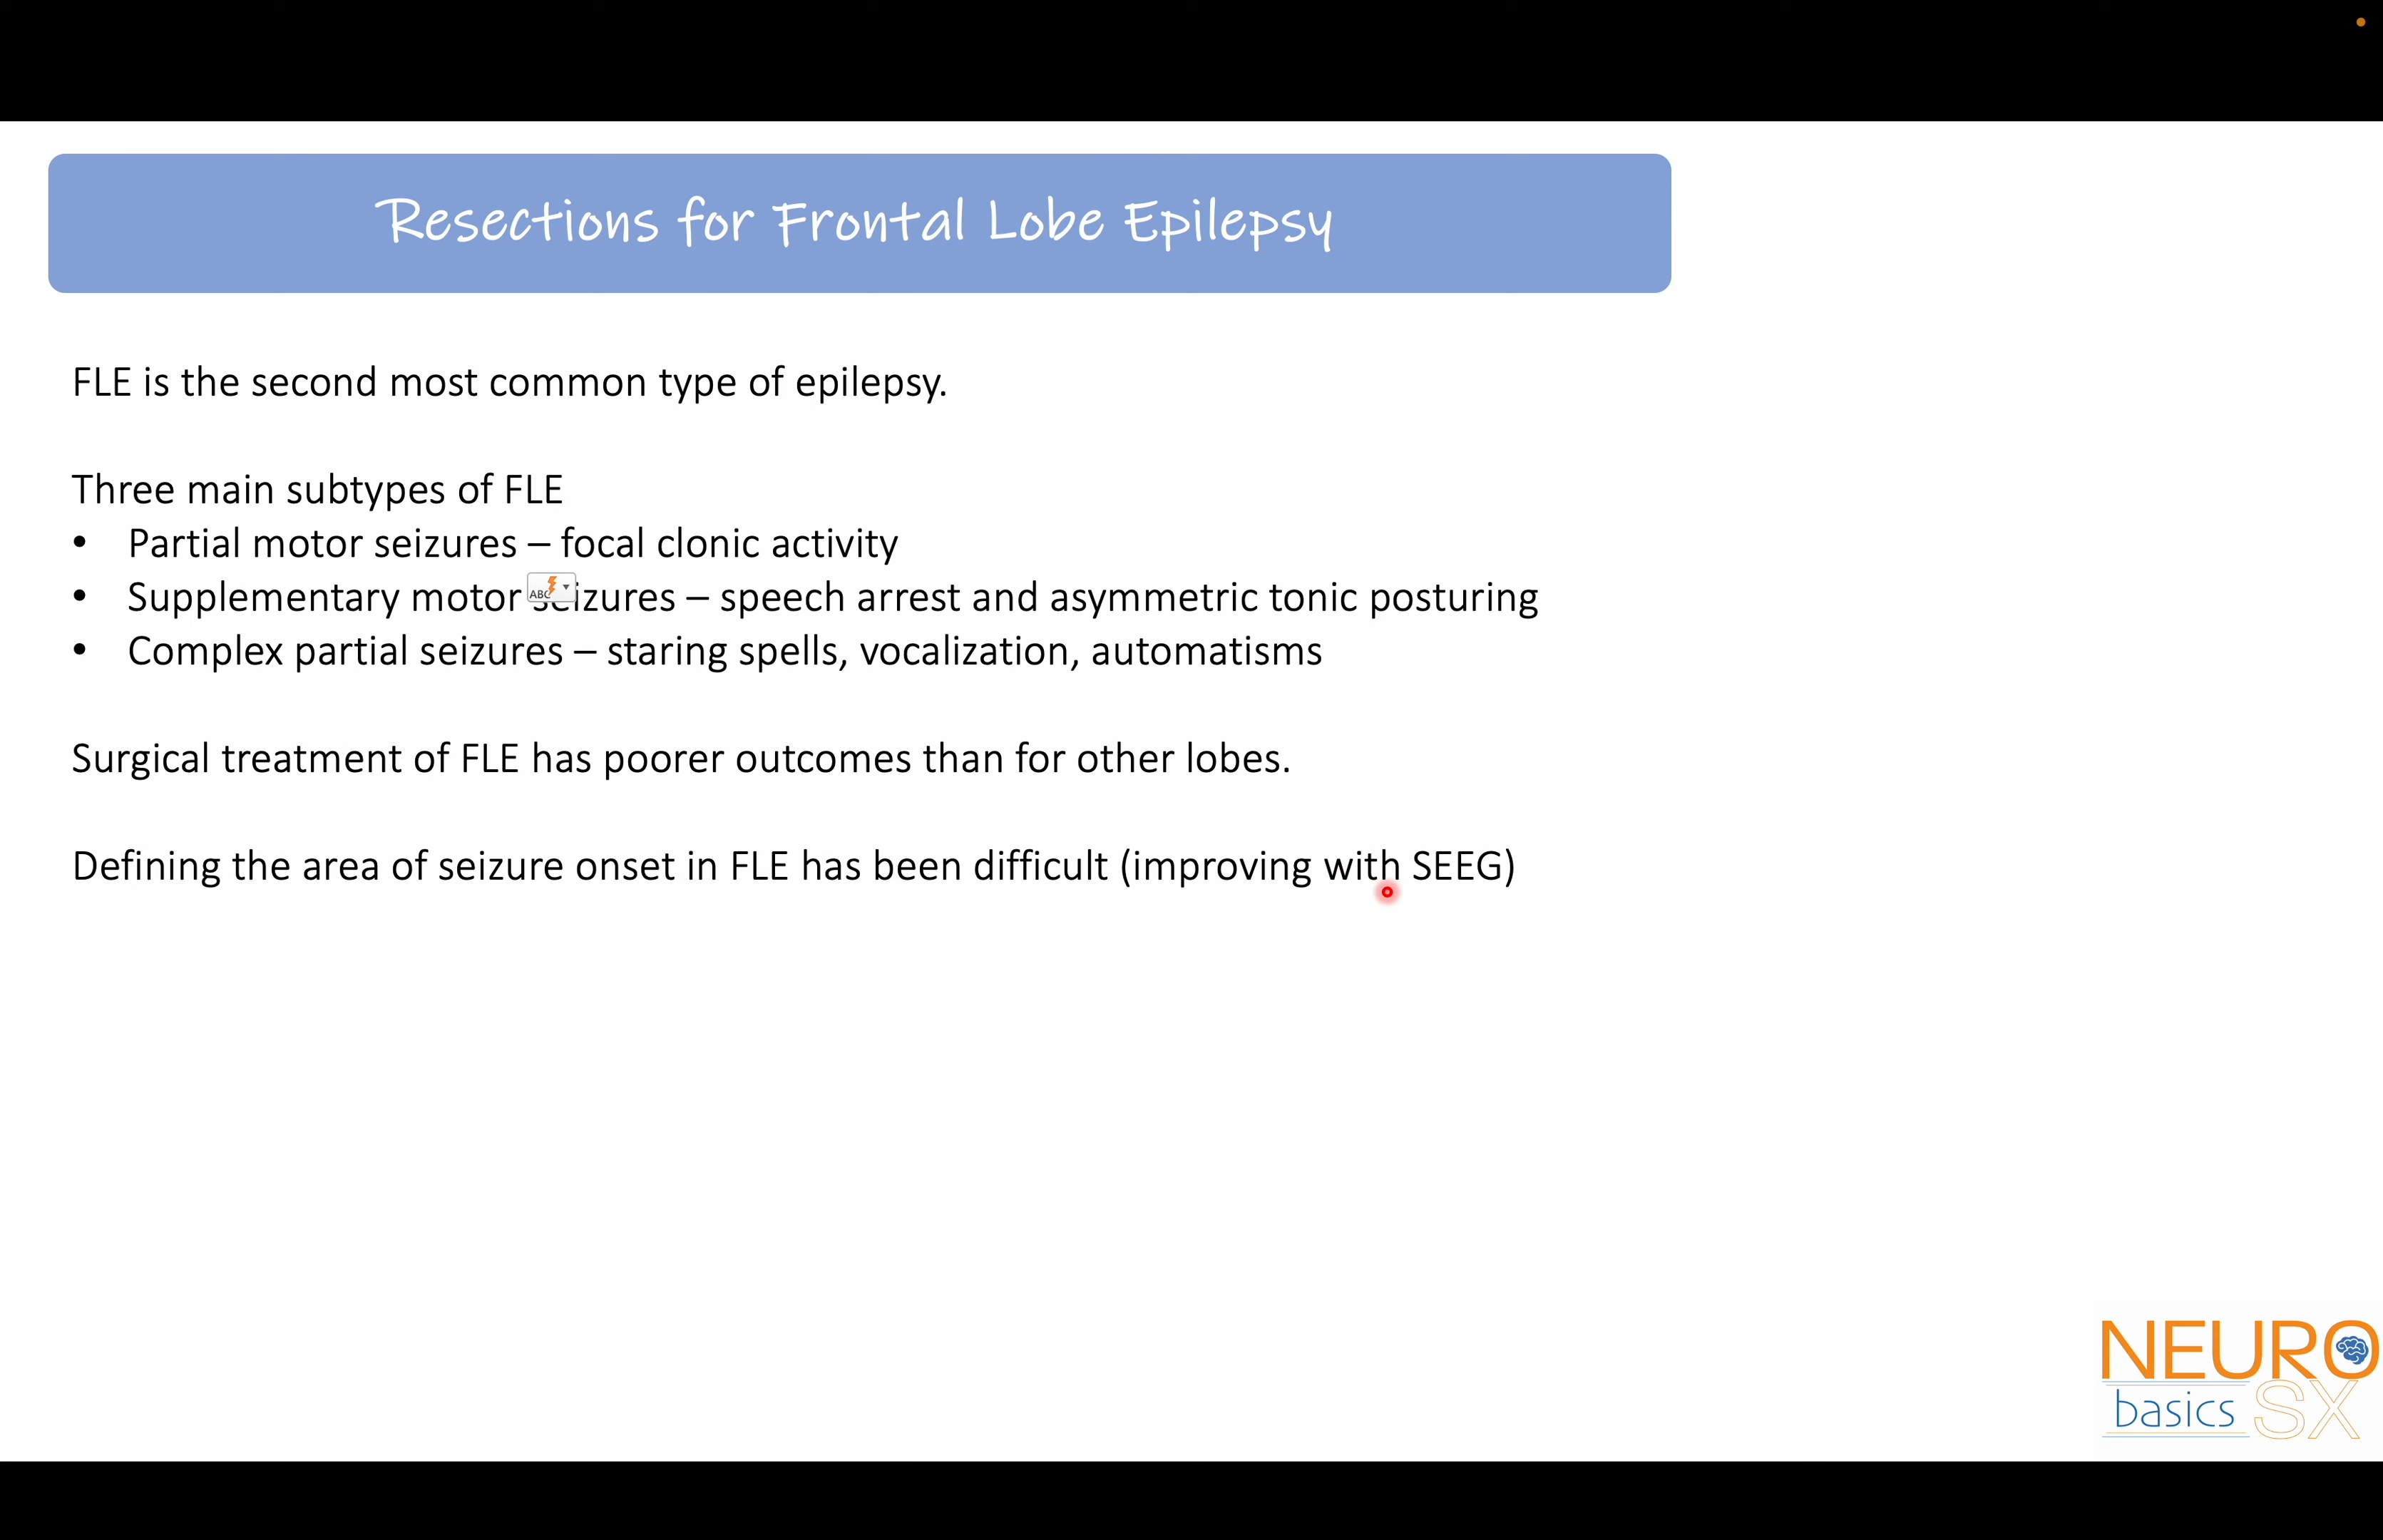 Resections for Frontal Lobe Epilepsy
FLE is the second most common type of epilepsy.
Three main subtypes of FLE
• Partial motor seizures – focal clonic activity
• Supplementary motor seizures – speech arrest and asymmetric tonic posturing
ABC
• Complex partial seizures – staring spells, vocalization, automatisms
Surgical treatment of FLE has poorer outcomes than for other lobes.
Defining the area of seizure onset in FLE has been difficult (improving with SEEG)
NEURO
basics SX